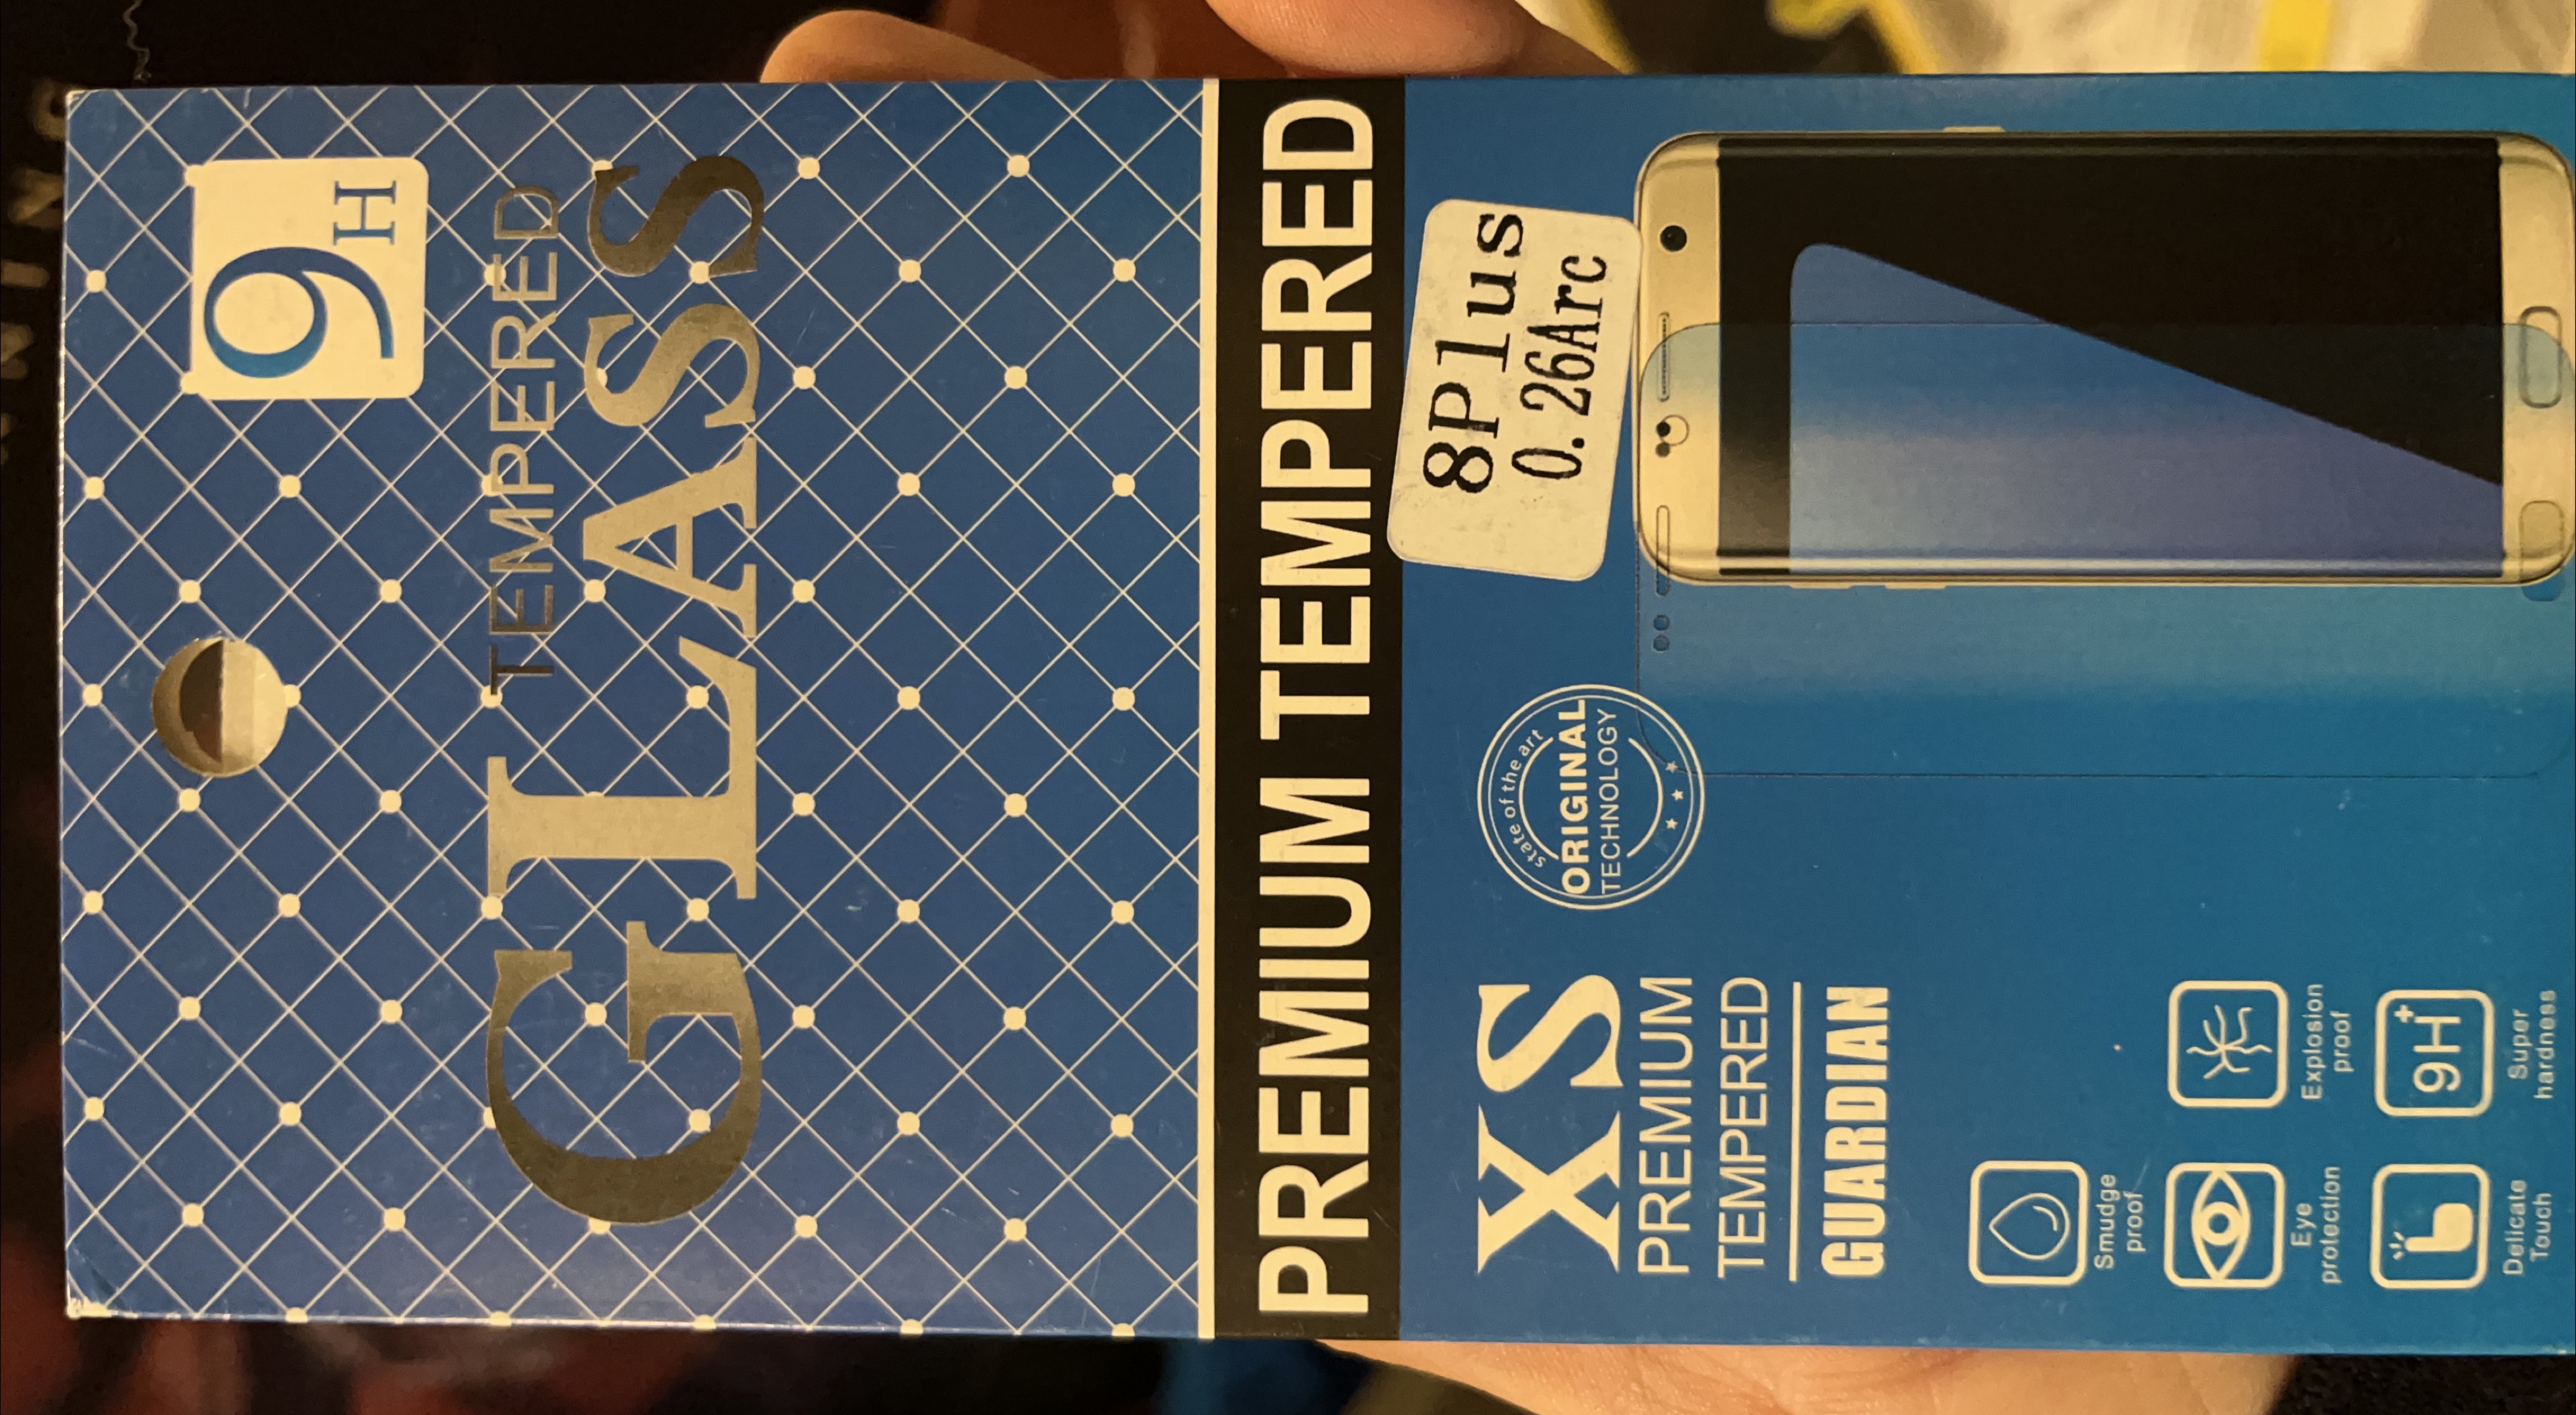 9H
TEMPERED
GLASS
PREMIUM TEMPERED
8Plus
0.26Arc
state of the art
ORIGINAL
TECHNOLOGY
XS
PREMIUM
TEMPERED
GUARDIAN
Smudge
proof
Eye
protection
Explosion
proof
Delicate
Touch
9H+
Super
hardness